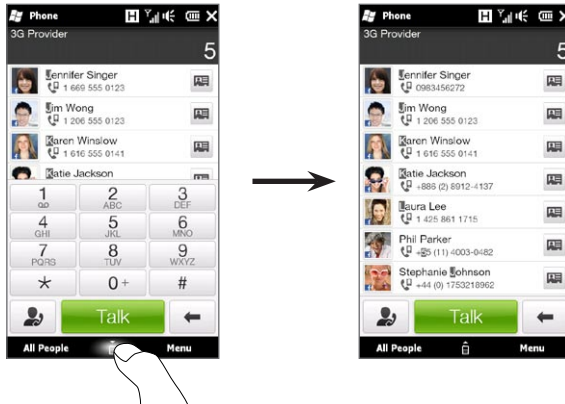 Phone
H
3G Provider
5
Jennifer Singer
1 669 555 0123
Jim Wong
1 206 555 0123
Karen Winslow
1 616 555 0141
Katie Jackson
1
2 ABC
3 DEF
4 GHI
5 JKL
6 MNO
7 PQRS
8 TUV
9 WXYZ
*
0 +
#
Talk
All People
Menu
Phone
H
3G Provider
5
Jennifer Singer
0983456272
Jim Wong
1 206 555 0123
Karen Winslow
1 616 555 0141
Katie Jackson
+886 (2) 8912-4137
Laura Lee
1 425 861 1715
Phil Parker
(11) 4003-0482
Stephanie Johnson
+44 (0) 1753218962
Talk
All People
Menu